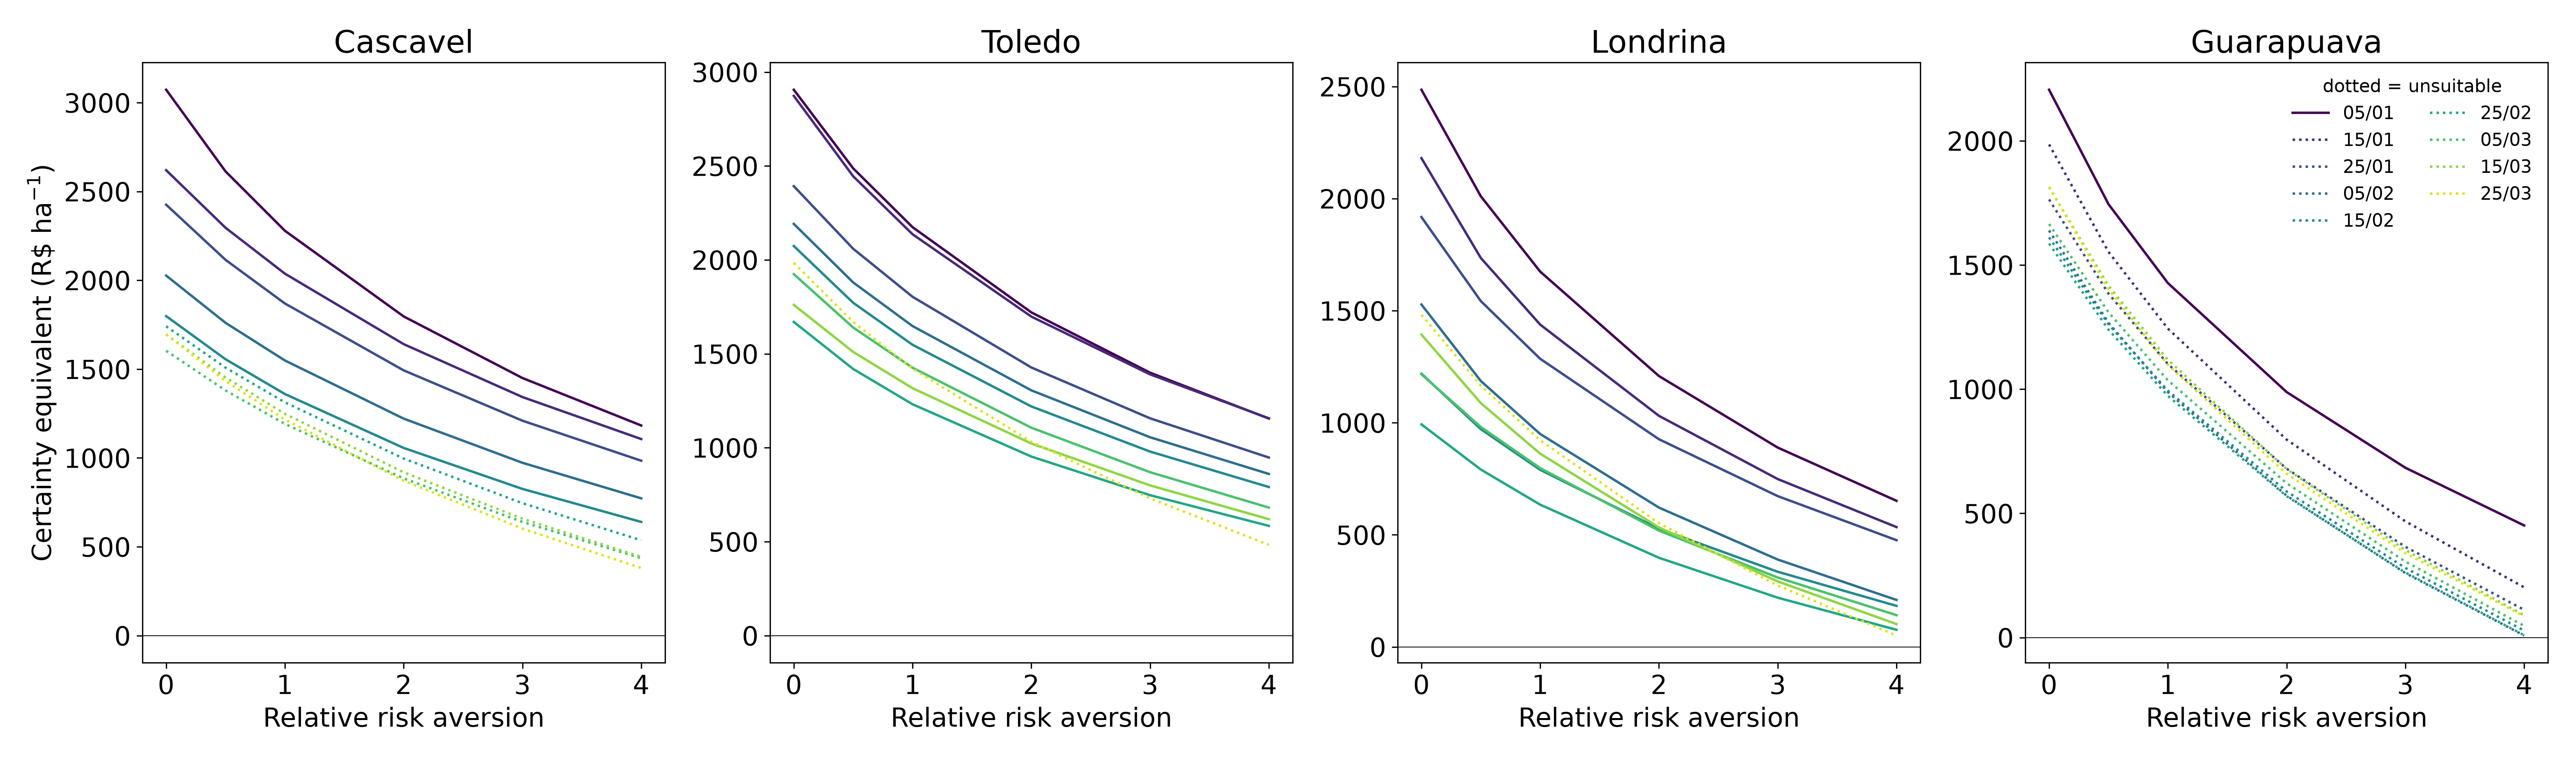 Cascavel
Toledo
Londrina
Guarapuava
Certainty equivalent (R$ ha⁻¹)
3000
2500
2000
1500
1000
500
0
0 1 2 3 4
Relative risk aversion
3000
2500
2000
1500
1000
500
0
0 1 2 3 4
Relative risk aversion
2500
2000
1500
1000
500
0
0 1 2 3 4
Relative risk aversion
2000
1500
1000
500
0
0 1 2 3 4
Relative risk aversion
dotted = unsuitable
05/01
15/01
25/01
05/02
15/02
25/02
05/03
15/03
25/03